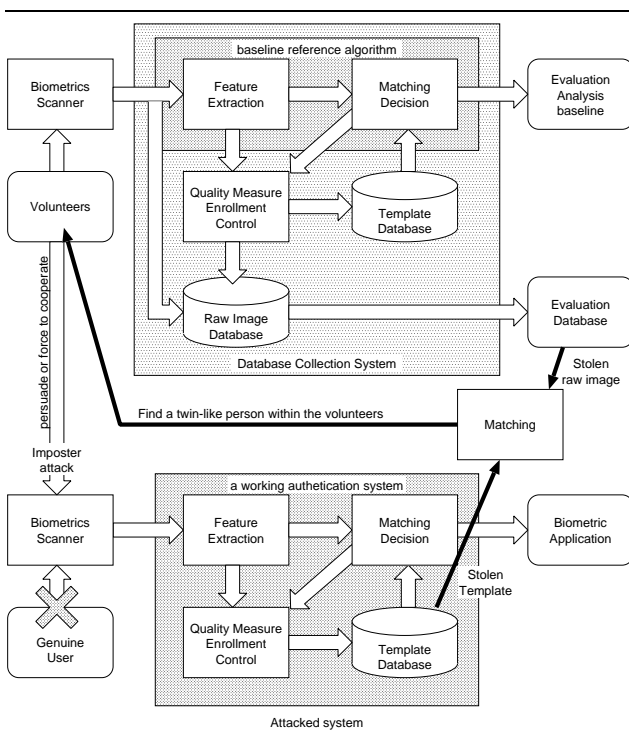 baseline reference algorithm
Biometrics
Scanner
Feature
Extraction
Matching
Decision
Evaluation
Analysis
baseline
Volunteers
Quality Measure
Enrollment
Control
Template
Database
Raw Image
Database
Evaluation
Database
Database Collection System
persuade or force to cooperate
Stolen
raw image
Find a twin-like person within the volunteers
Matching
Imposter
attack
a working authetication system
Biometrics
Scanner
Feature
Extraction
Matching
Decision
Biometric
Application
Stolen
Template
Genuine
User
Quality Measure
Enrollment
Control
Template
Database
Attacked system